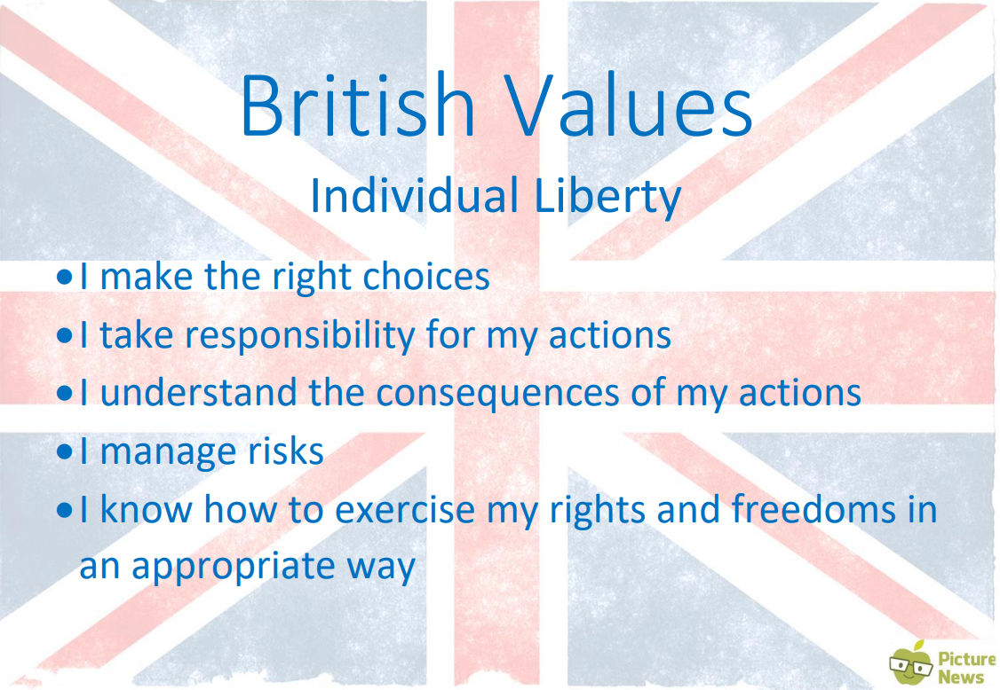 British Values
Individual Liberty
•I make the right choices
•I take responsibility for my actions
•I understand the consequences of my actions
•I manage risks
•I know how to exercise my rights and freedoms in
an appropriate way
Picture
News